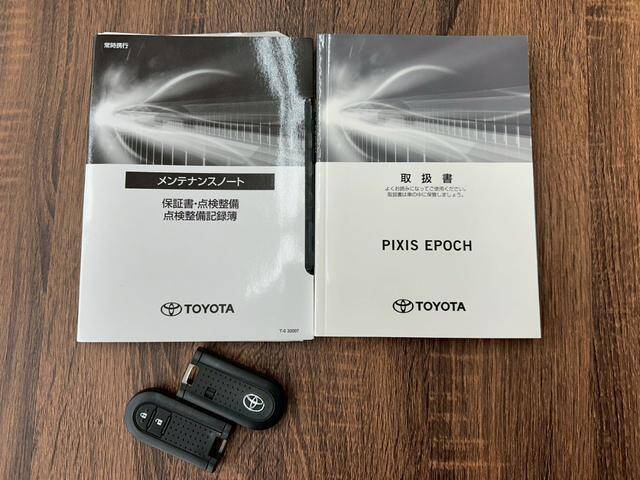 常時携行
メンテナンスノート
保証書・点検整備
点検整備記録簿
TOYOTA
取扱書
よくお読みになってご使用ください。
取扱書は車の中に保管しましょう。
PIXIS EPOCH
TOYOTA